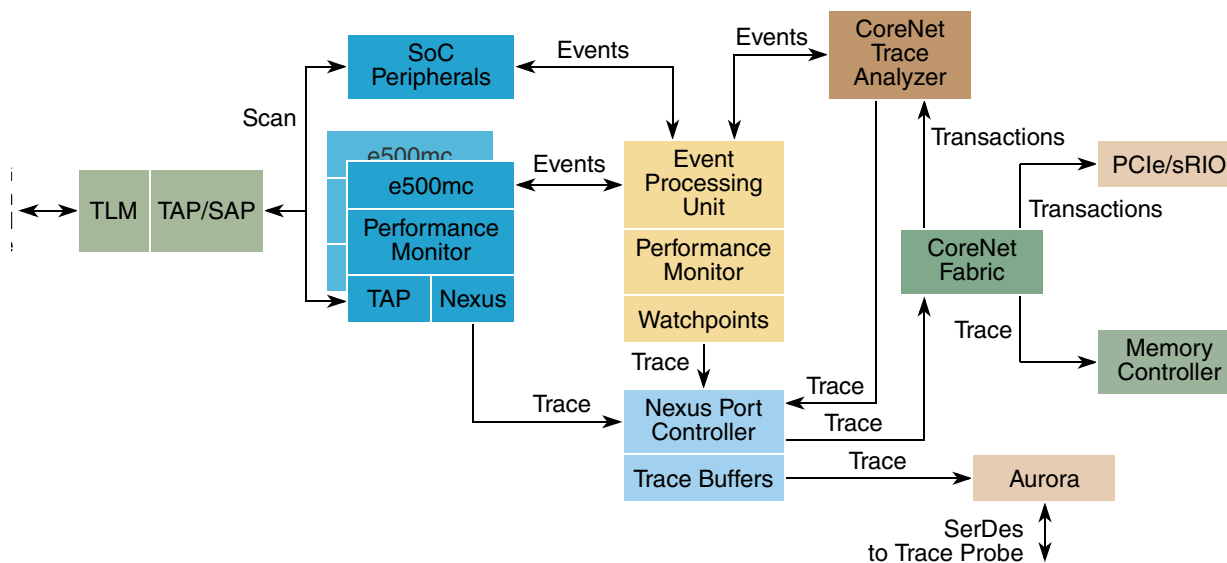 SoC
Peripherals
Events
Events
CoreNet
Trace
Analyzer
Scan
e500mc
e500mc
Performance
Monitor
TAP
Nexus
Events
Event
Processing
Unit
Performance
Monitor
Watchpoints
Transactions
PCIe/sRIO
Transactions
TLM
TAP/SAP
CoreNet
Fabric
Trace
Memory
Controller
Trace
Trace
Trace
Nexus Port
Controller
Trace
Trace Buffers
Trace
Aurora
SerDes
to Trace Probe